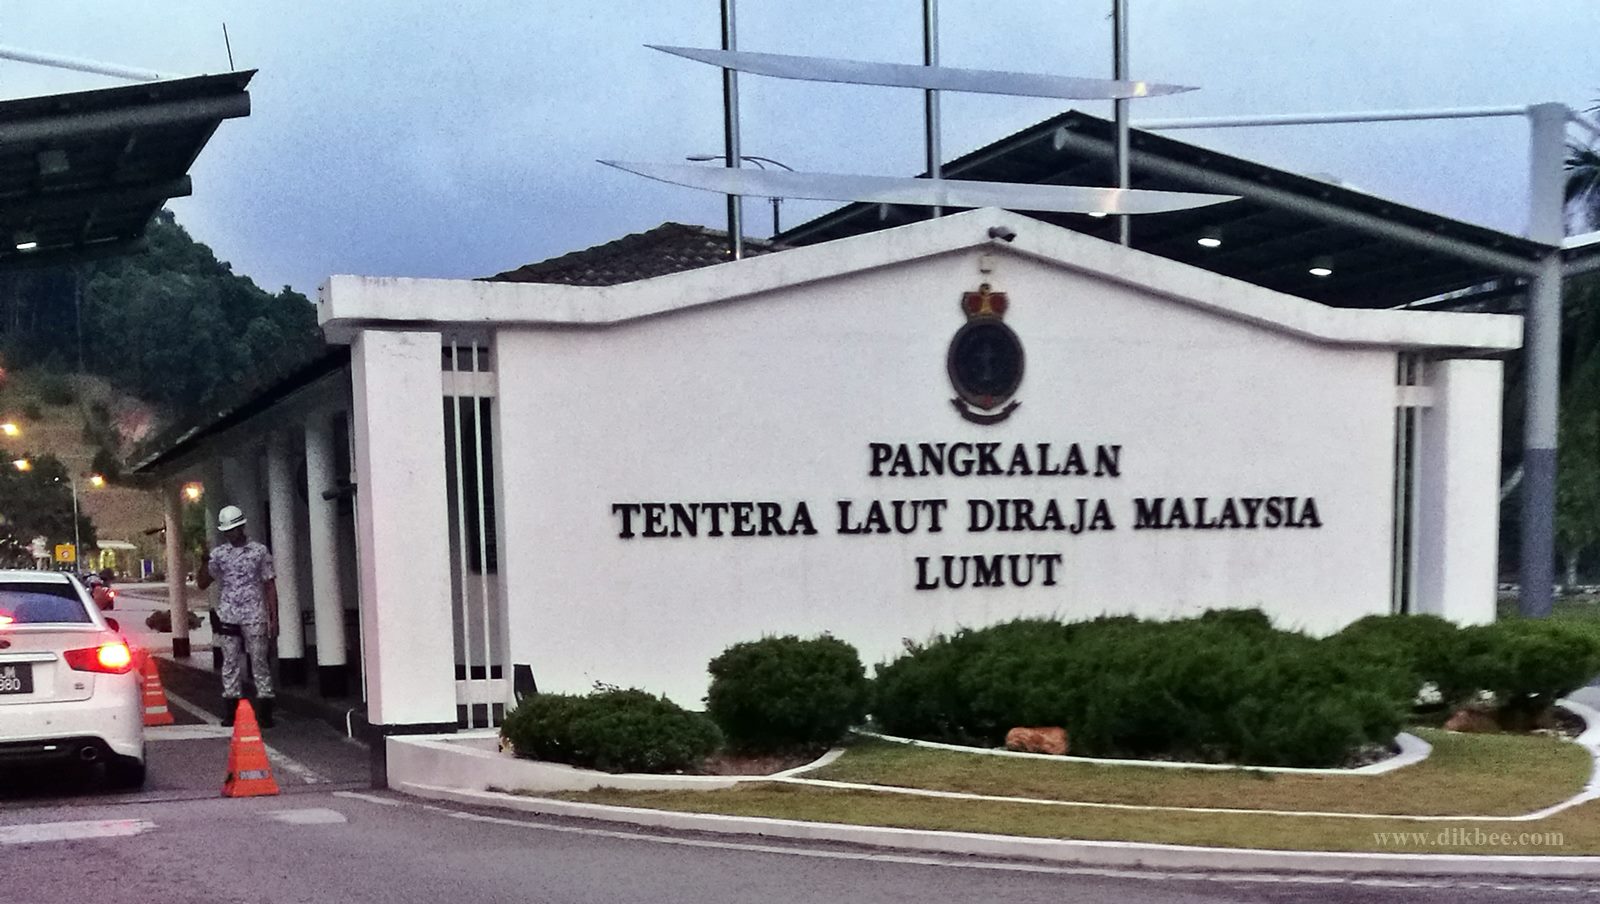 PANGKALAN
TENTERA LAUT DIRAJA MALAYSIA
LUMUT
www.dikbee.com